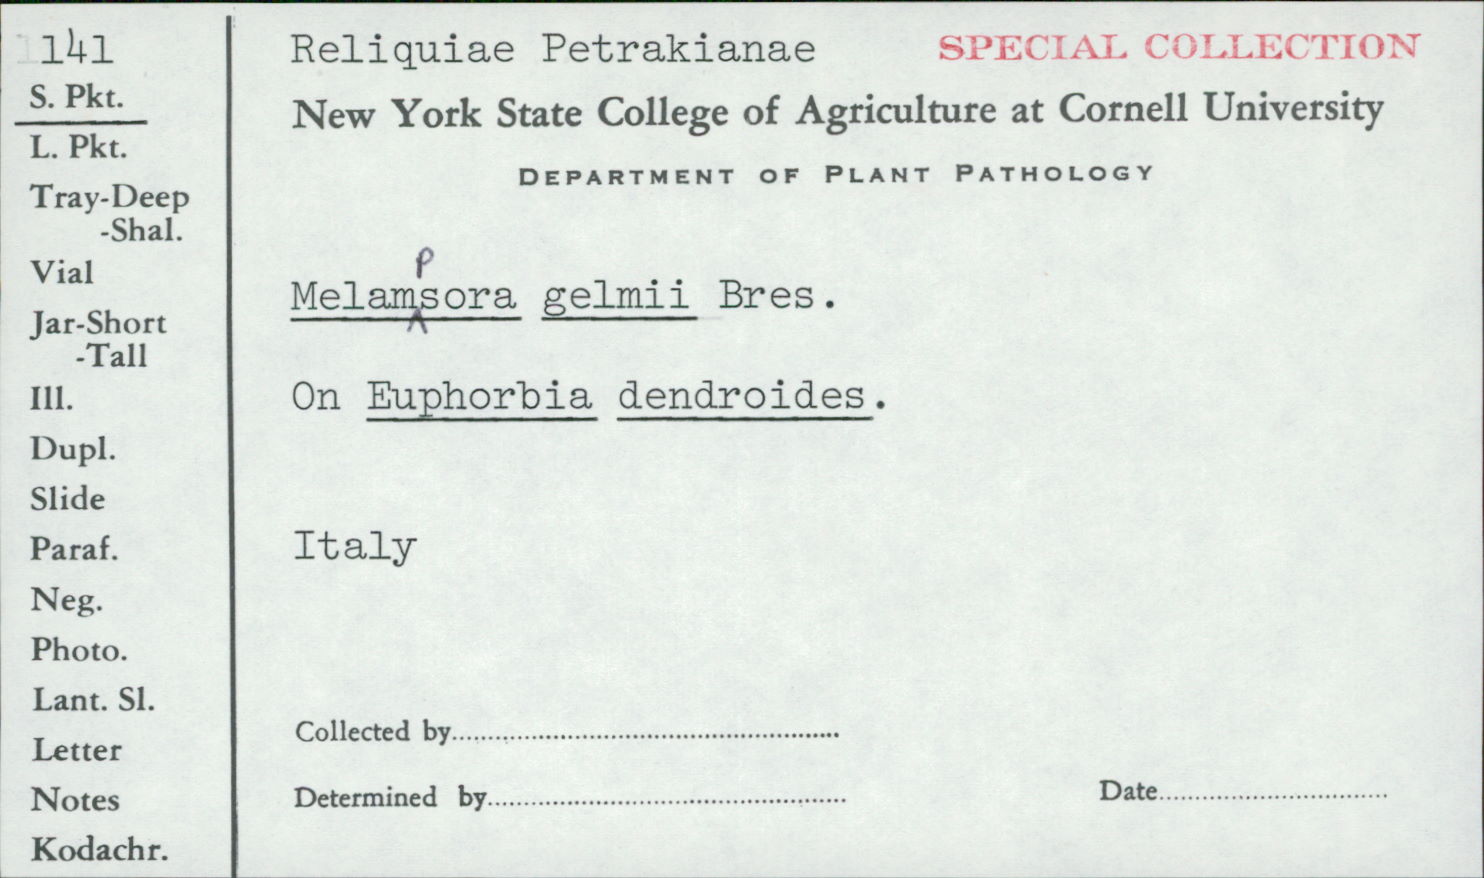 141
S. Pkt.
L. Pkt.
Tray-Deep
-Shal.
Vial
Jar-Short
-Tall
Ill.
Dupl.
Slide
Paraf.
Neg.
Photo.
Lant. Sl.
Letter
Notes
Kodachr.
Reliquiae Petrakianae SPECIAL COLLECTION
New York State College of Agriculture at Cornell University
DEPARTMENT OF PLANT PATHOLOGY
p
Melam^sora gelmii Bres.
On Euphorbia dendroides.
Italy
Collected by
Determined by Date